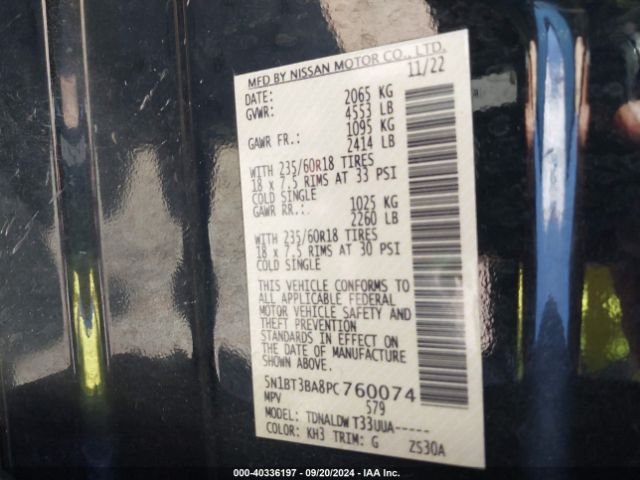 MFD BY NISSAN MOTOR CO., LTD.
DATE: 11/22
GVWR: 2065 KG
4553 LB
GAWR FR.: 1095 KG
2414 LB
WITH 235/60R18 TIRES
18 x 7.5 RIMS AT 33 PSI
COLD SINGLE
GAWR RR.: 1025 KG
2260 LB
WITH 235/60R18 TIRES
18 x 7.5 RIMS AT 30 PSI
COLD SINGLE
THIS VEHICLE CONFORMS TO
ALL APPLICABLE FEDERAL
MOTOR VEHICLE SAFETY AND
THEFT PREVENTION
STANDARDS IN EFFECT ON
THE DATE OF MANUFACTURE
SHOWN ABOVE.
5N1BT3BA8PC760074
MPV 579
MODEL: TDNALDW T33UUA-----
COLOR: KH3 TRIM: G ZS30A
000-40336197 - 09/20/2024 - IAA Inc.